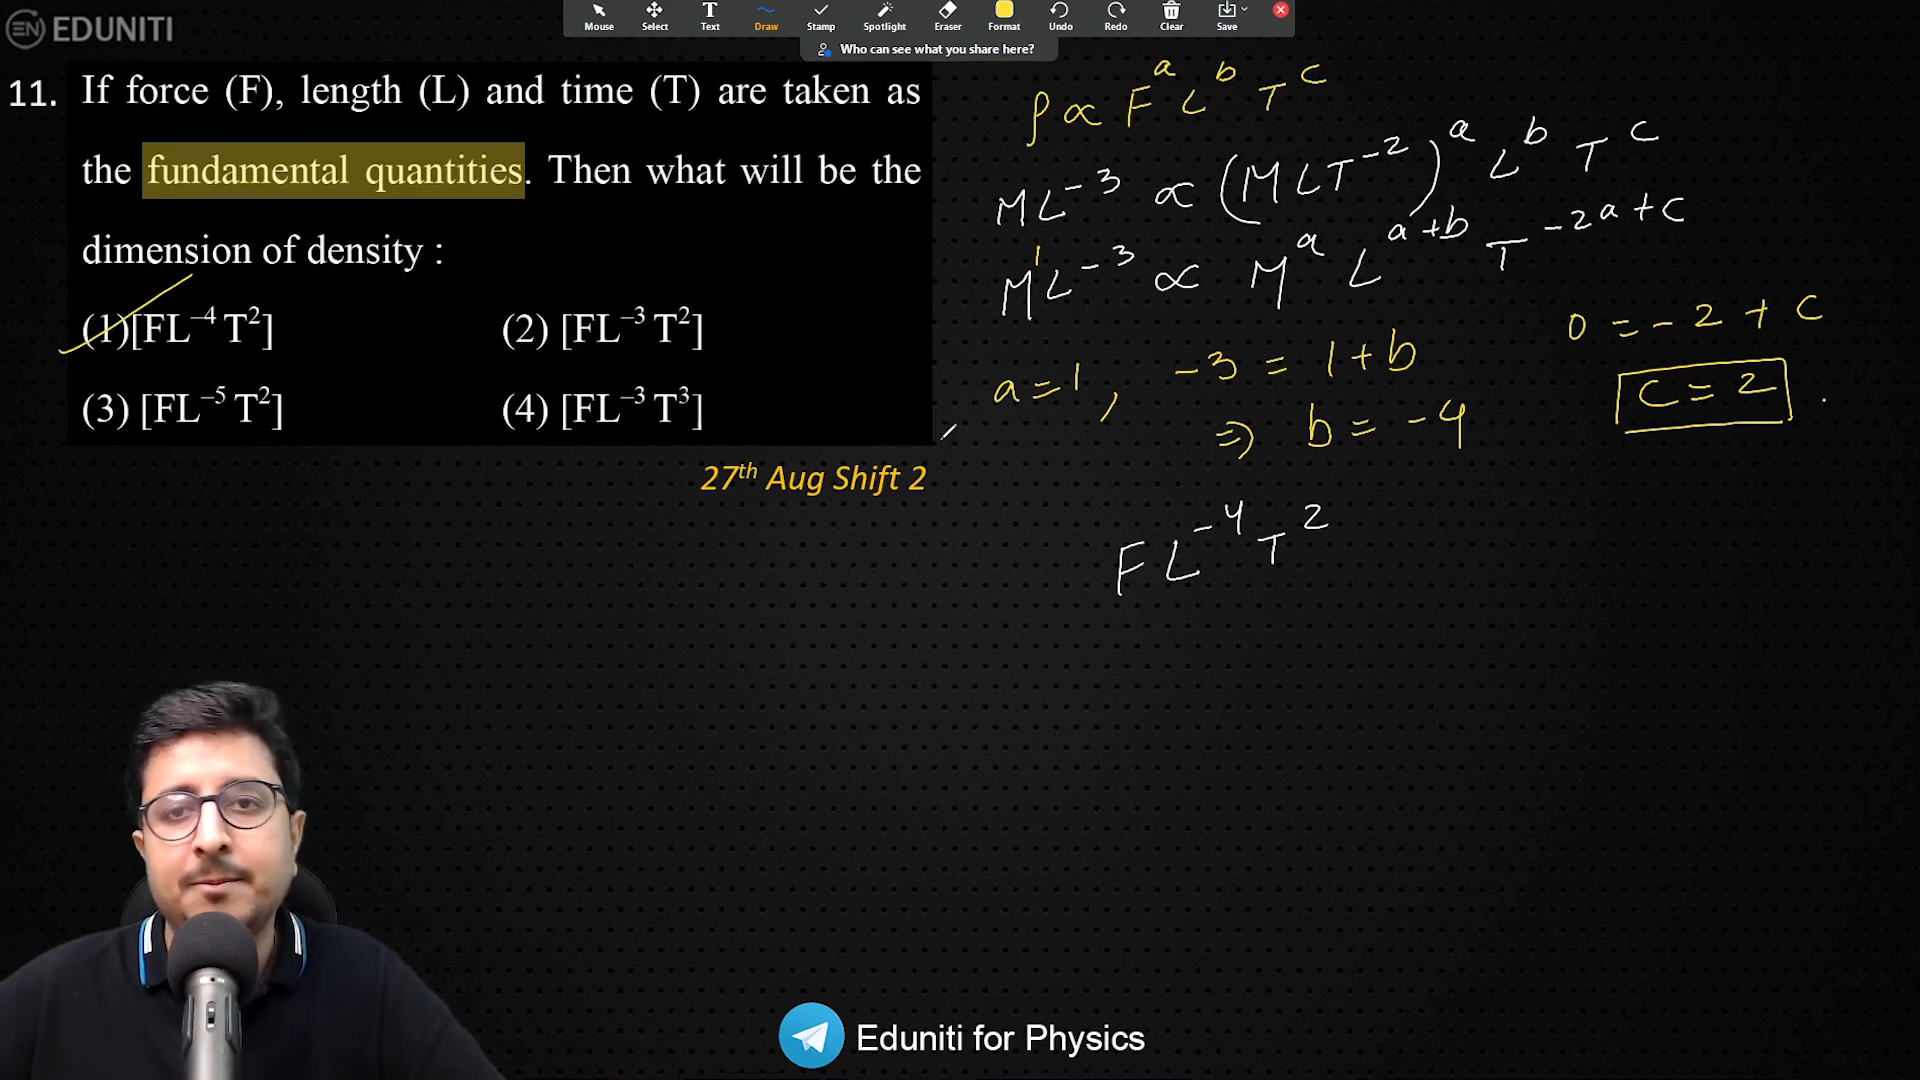 EDUNITI
Mouse Select Text Draw Stamp Spotlight Eraser Format Undo Redo Clear Save
Who can see what you share here?
11. If force (F), length (L) and time (T) are taken as
the fundamental quantities. Then what will be the
dimension of density :
(1)[FL⁻⁴ T²] (2) [FL⁻³ T²]
(3) [FL⁻⁵ T²] (4) [FL⁻³ T³]
27th Aug Shift 2
ρ ∝ Fᵃ Lᵇ Tᶜ
ML⁻³ ∝ (MLT⁻²)ᵃ Lᵇ Tᶜ
M¹L⁻³ ∝ Mᵃ Lᵃ⁺ᵇ T⁻²ᵃ⁺ᶜ
a = 1, -3 = 1 + b
⇒ b = -4
0 = -2 + c
c = 2 .
F L⁻⁴ T²
Eduniti for Physics